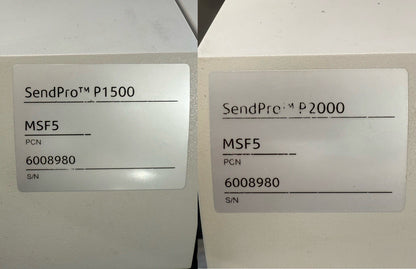 SendPro™ P1500
MSF5
PCN
6008980
S/N
SendPro™ P2000
MSF5
PCN
6008980
S/N